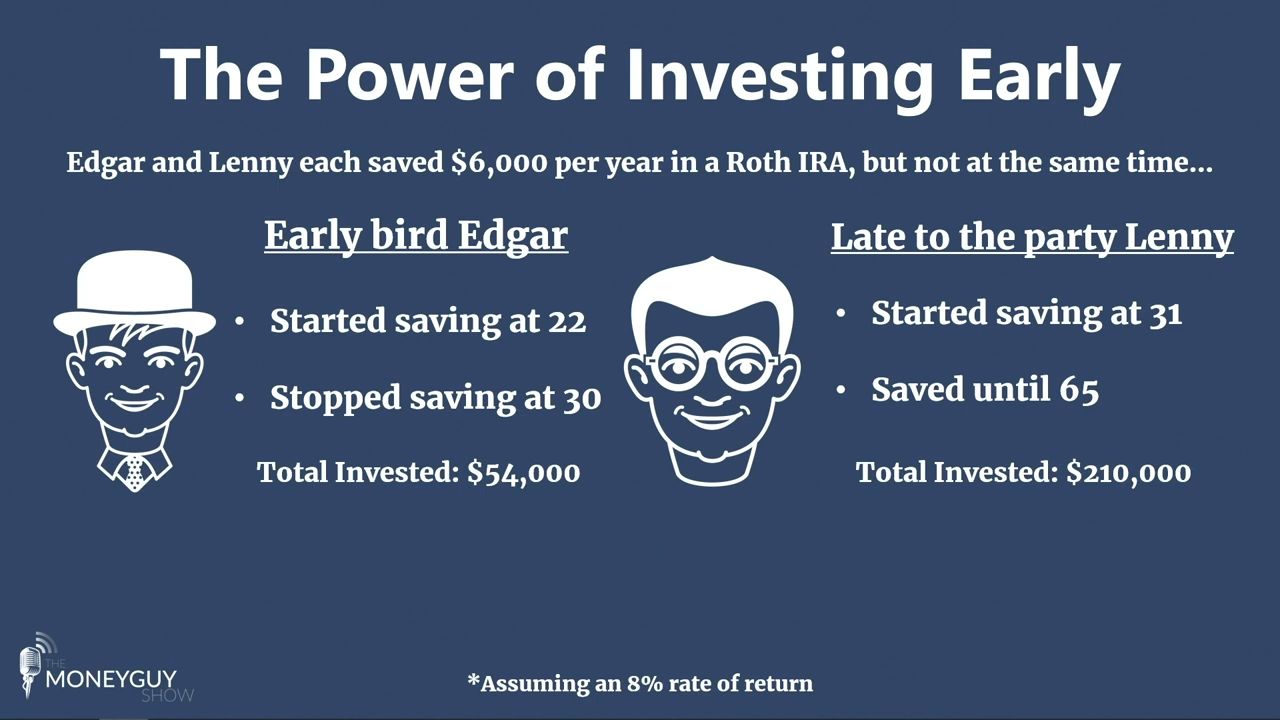 The Power of Investing Early
Edgar and Lenny each saved $6,000 per year in a Roth IRA, but not at the same time...
Early bird Edgar
• Started saving at 22
• Stopped saving at 30
Total Invested: $54,000
Late to the party Lenny
• Started saving at 31
• Saved until 65
Total Invested: $210,000
THE
MONEYGUY
SHOW
*Assuming an 8% rate of return